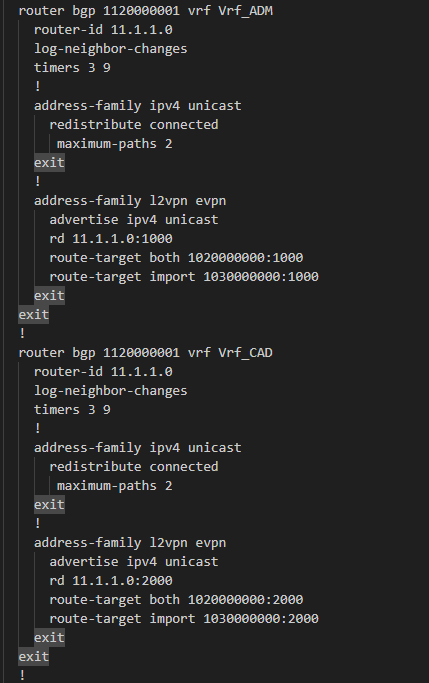 router bgp 1120000001 vrf Vrf_ADM
router-id 11.1.1.0
log-neighbor-changes
timers 3 9
!
address-family ipv4 unicast
redistribute connected
maximum-paths 2
exit
!
address-family l2vpn evpn
advertise ipv4 unicast
rd 11.1.1.0:1000
route-target both 1020000000:1000
route-target import 1030000000:1000
exit
exit
!
router bgp 1120000001 vrf Vrf_CAD
router-id 11.1.1.0
log-neighbor-changes
timers 3 9
!
address-family ipv4 unicast
redistribute connected
maximum-paths 2
exit
!
address-family l2vpn evpn
advertise ipv4 unicast
rd 11.1.1.0:2000
route-target both 1020000000:2000
route-target import 1030000000:2000
exit
exit
!